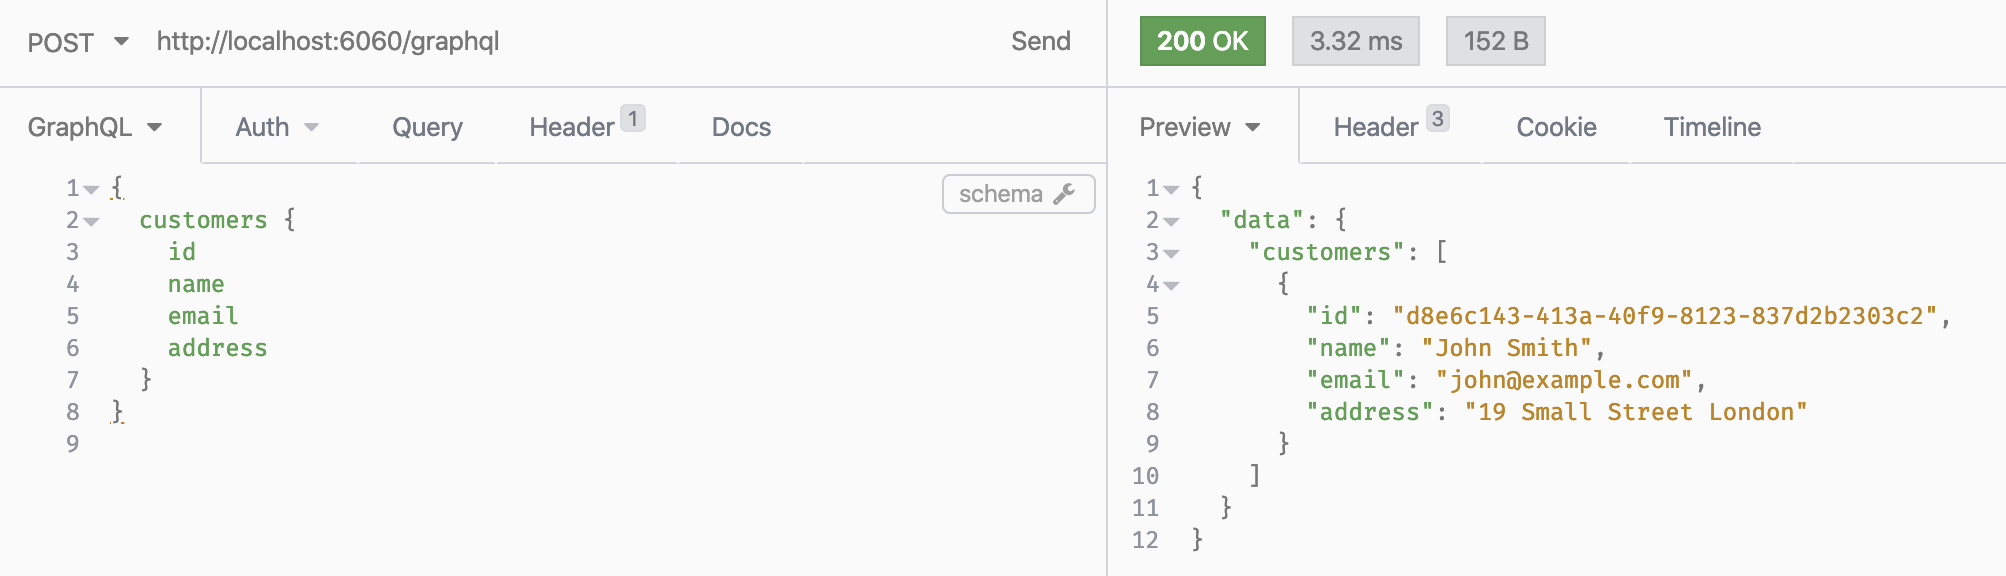 POST http://localhost:6060/graphql Send
200 OK 3.32 ms 152 B
GraphQL Auth Query Header 1 Docs
Preview Header 3 Cookie Timeline
schema
1 {
2 customers {
3 id
4 name
5 email
6 address
7 }
8 }
9
1 {
2 "data": {
3 "customers": [
4 {
5 "id": "d8e6c143-413a-40f9-8123-837d2b2303c2",
6 "name": "John Smith",
7 "email": "john@example.com",
8 "address": "19 Small Street London"
9 }
10 ]
11 }
12 }